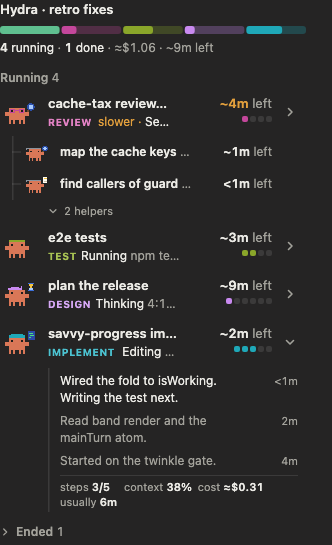 Hydra · retro fixes
4 running · 1 done · ≈$1.06 · ~9m left
Running 4
cache-tax review... ~4m left
REVIEW slower · Se...
map the cache keys ... ~1m left
find callers of guard ... <1m left
2 helpers
e2e tests ~3m left
TEST Running npm te...
plan the release ~9m left
DESIGN Thinking 4:1...
savvy-progress im... ~2m left
IMPLEMENT Editing ...
Wired the fold to isWorking. <1m
Writing the test next.
Read band render and the 2m
mainTurn atom.
Started on the twinkle gate. 4m
steps 3/5 context 38% cost ≈$0.31
usually 6m
Ended 1